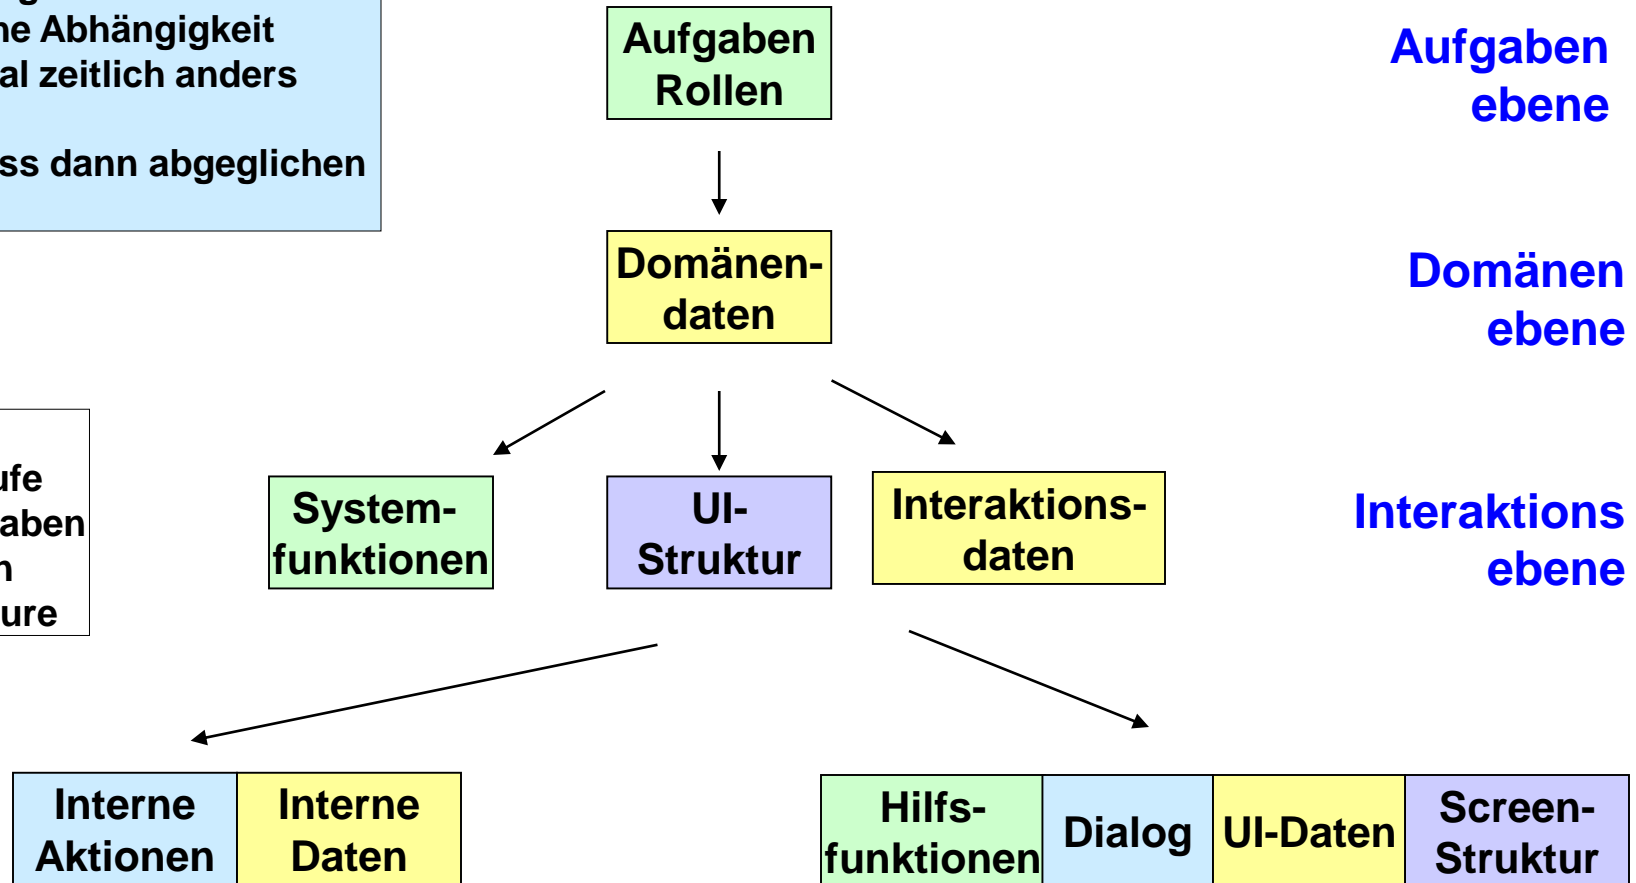 ne Abhängigkeit
al zeitlich anders
ss dann abgeglichen
Aufgaben
Rollen
Aufgaben
ebene
Domänen-
daten
Domänen
ebene
ufe
aben
n
ure
System-
funktionen
UI-
Struktur
Interaktions-
daten
Interaktions
ebene
Interne
Aktionen
Interne
Daten
Hilfs-
funktionen
Dialog
UI-Daten
Screen-
Struktur